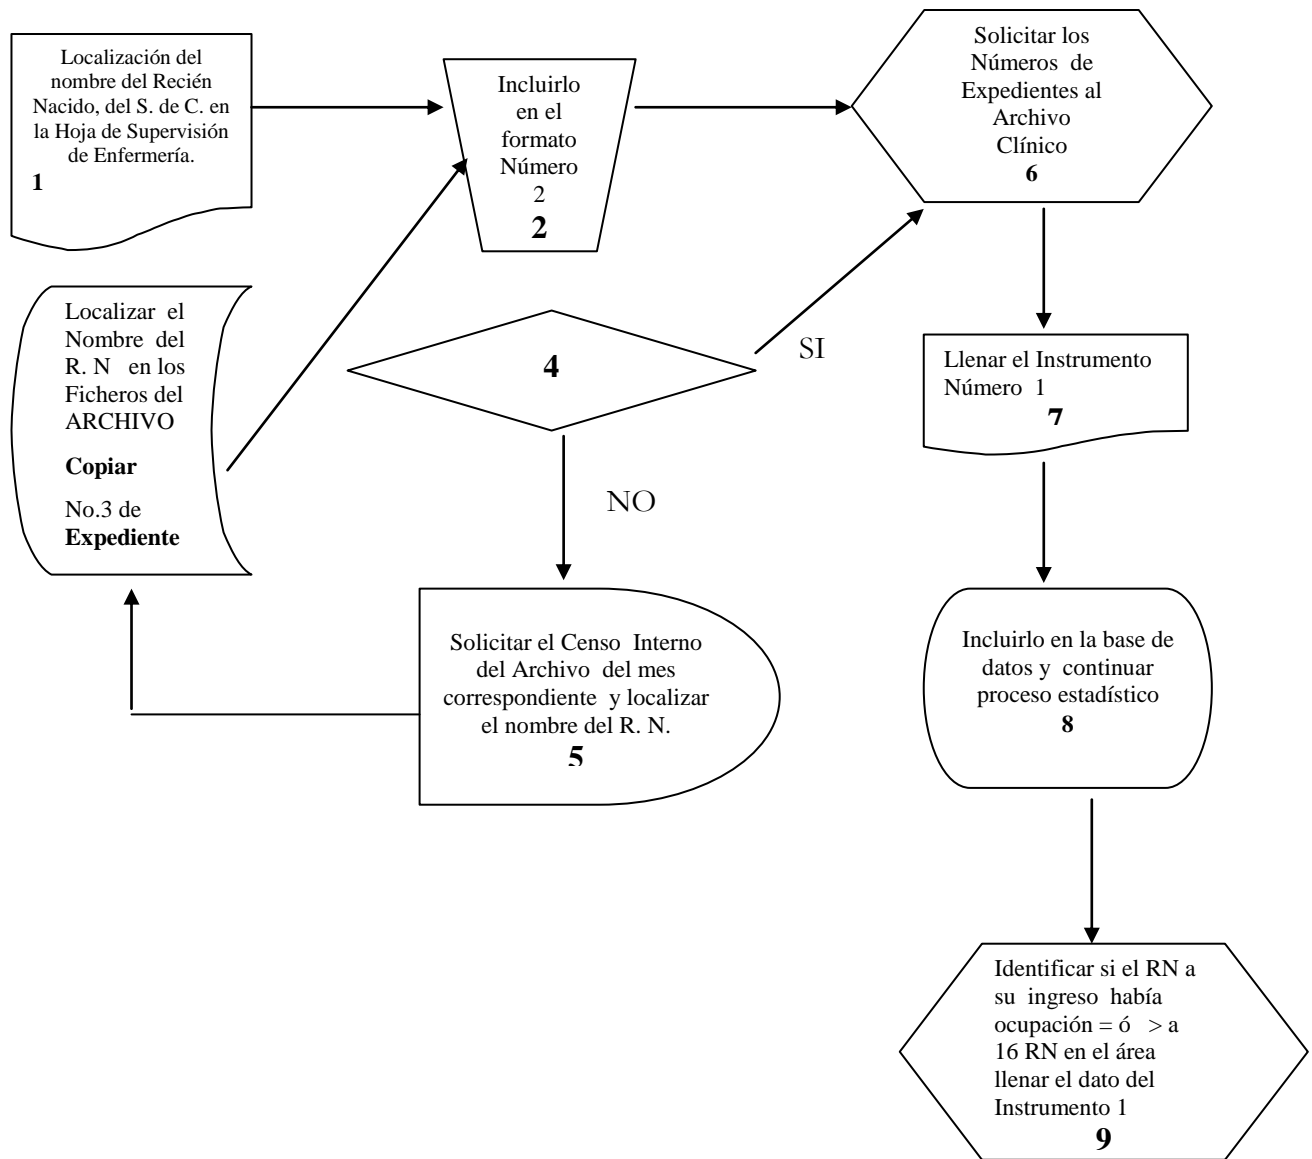 Localización del
nombre del Recién
Nacido, del S. de C. en
la Hoja de Supervisión
de Enfermería.
1
Incluirlo
en el
formato
Número
2
2
Solicitar los
Números de
Expedientes al
Archivo
Clínico
6
Localizar el
Nombre del
R. N en los
Ficheros del
ARCHIVO
Copiar
No.3 de
Expediente
4
SI
NO
Llenar el Instrumento
Número 1
7
Solicitar el Censo Interno
del Archivo del mes
correspondiente y localizar
el nombre del R. N.
5
Incluirlo en la base de
datos y continuar
proceso estadístico
8
Identificar si el RN a
su ingreso había
ocupación = ó > a
16 RN en el área
llenar el dato del
Instrumento 1
9